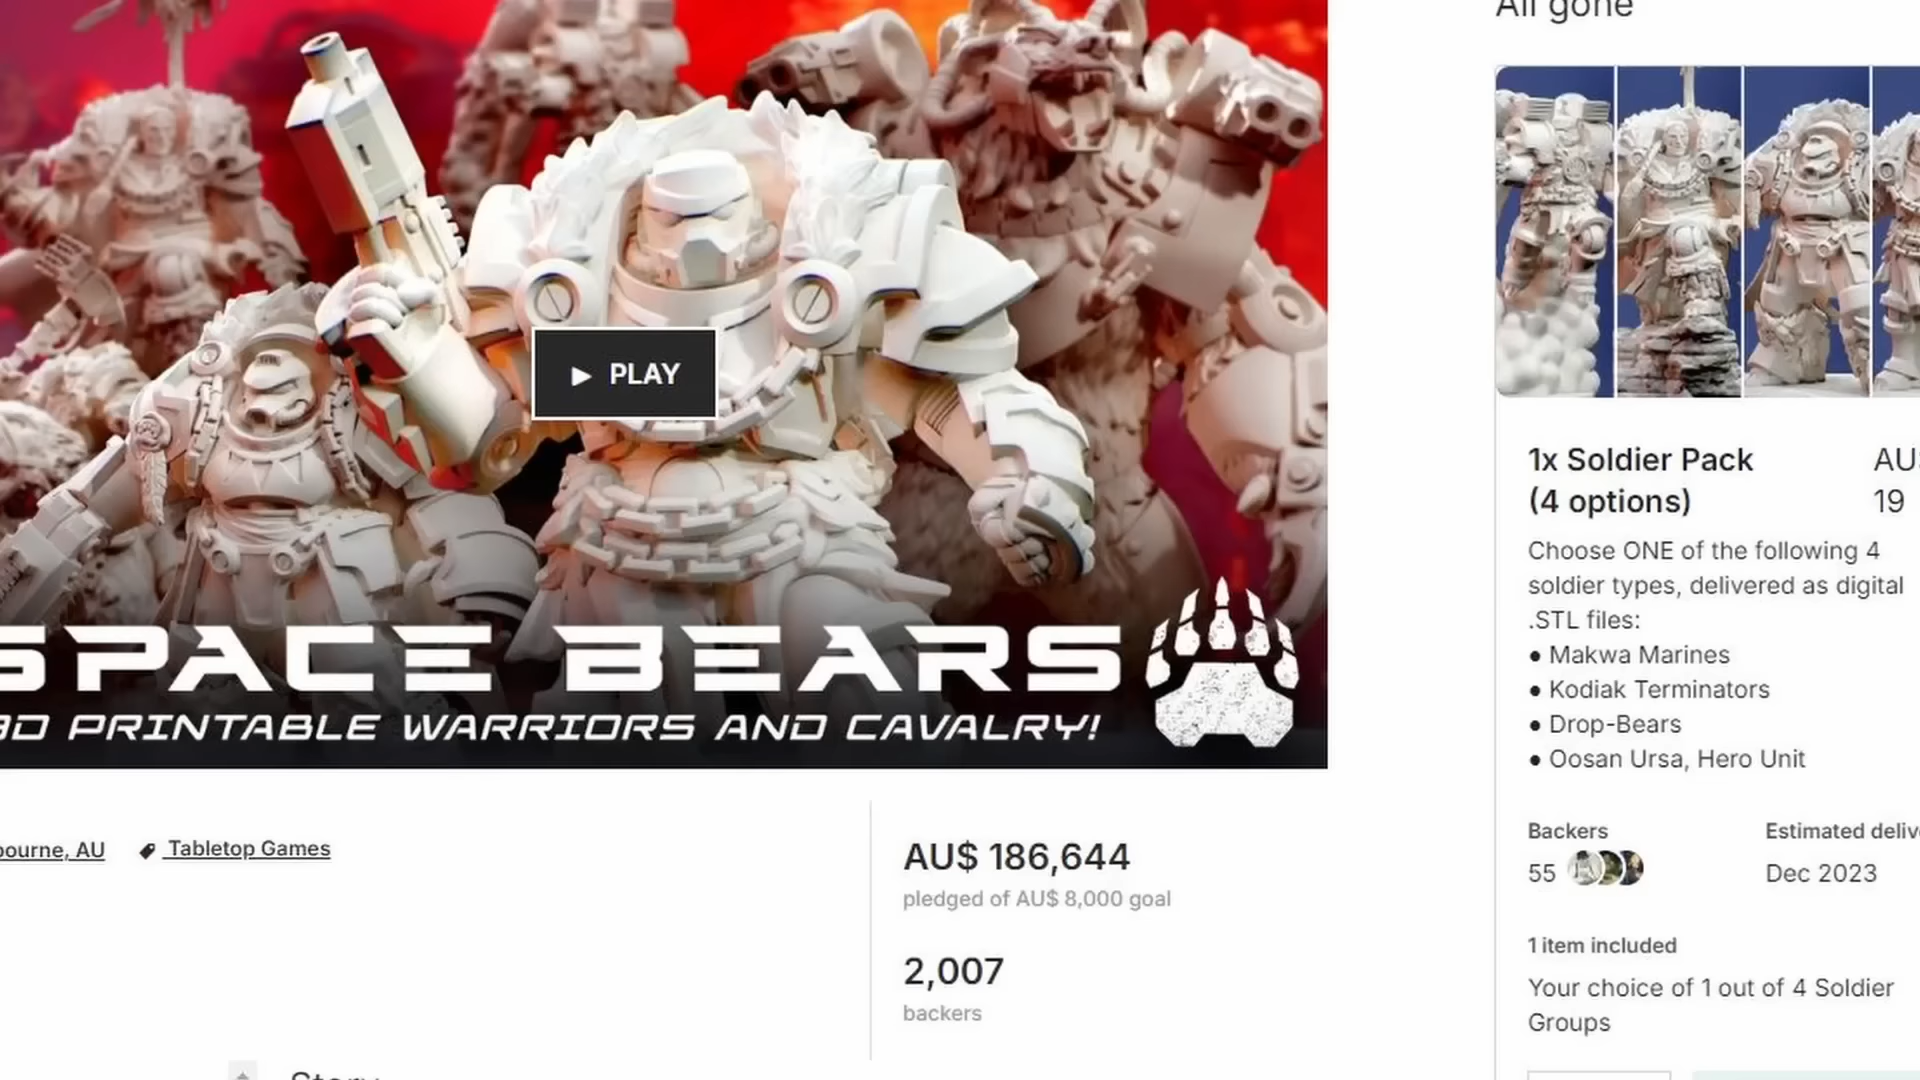 All gone
PLAY
SPACE BEARS
3D PRINTABLE WARRIORS AND CAVALRY!
AU
Tabletop Games
AU$ 186,644
pledged of AU$ 8,000 goal
2,007
backers
Story
1x Soldier Pack
(4 options)
19
Choose ONE of the following 4
soldier types, delivered as digital
.STL files:
● Makwa Marines
● Kodiak Terminators
● Drop-Bears
● Oosan Ursa, Hero Unit
Backers
Estimated
55
Dec 2023
1 item included
Your choice of 1 out of 4 Soldier
Groups